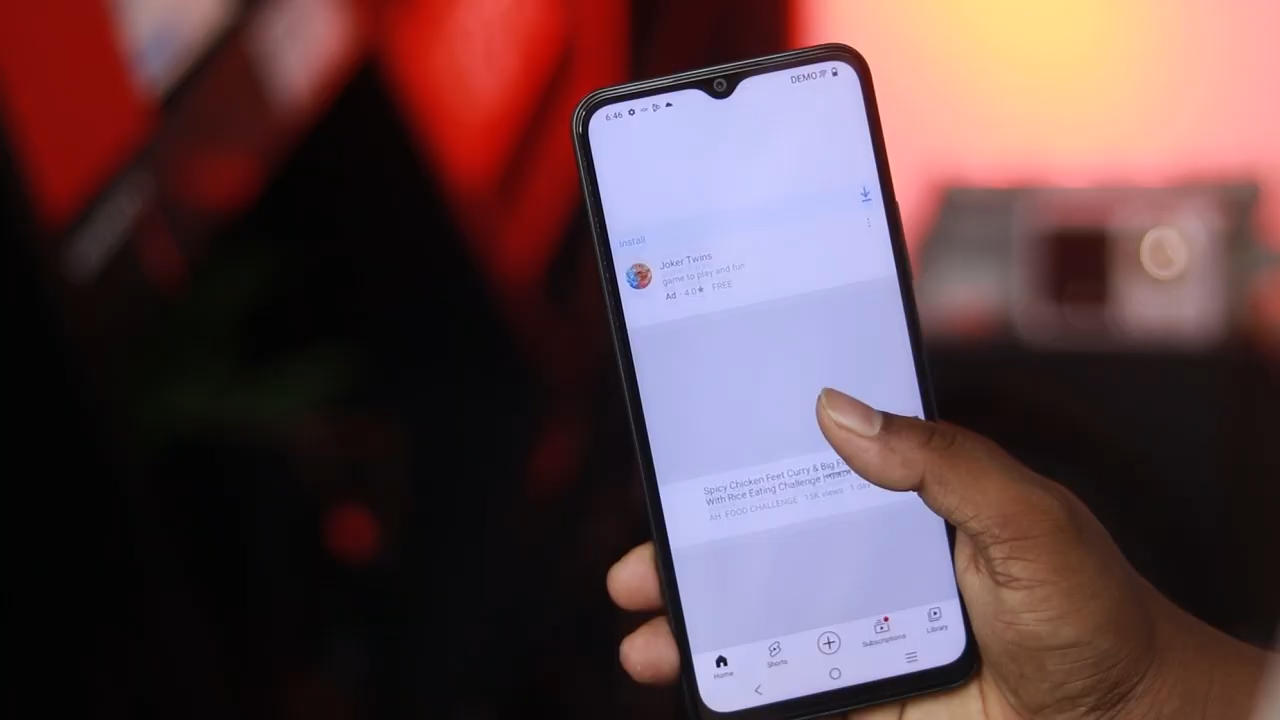 6:46
DEMO
Install
Joker Twins
game to play and fun
Ad · 4.0★ FREE
Spicy Chicken Feet Curry & Big
With Rice Eating Challenge
AH FOOD CHALLENGE · 15K views · 1 day
Home
Shorts
Subscriptions
Library